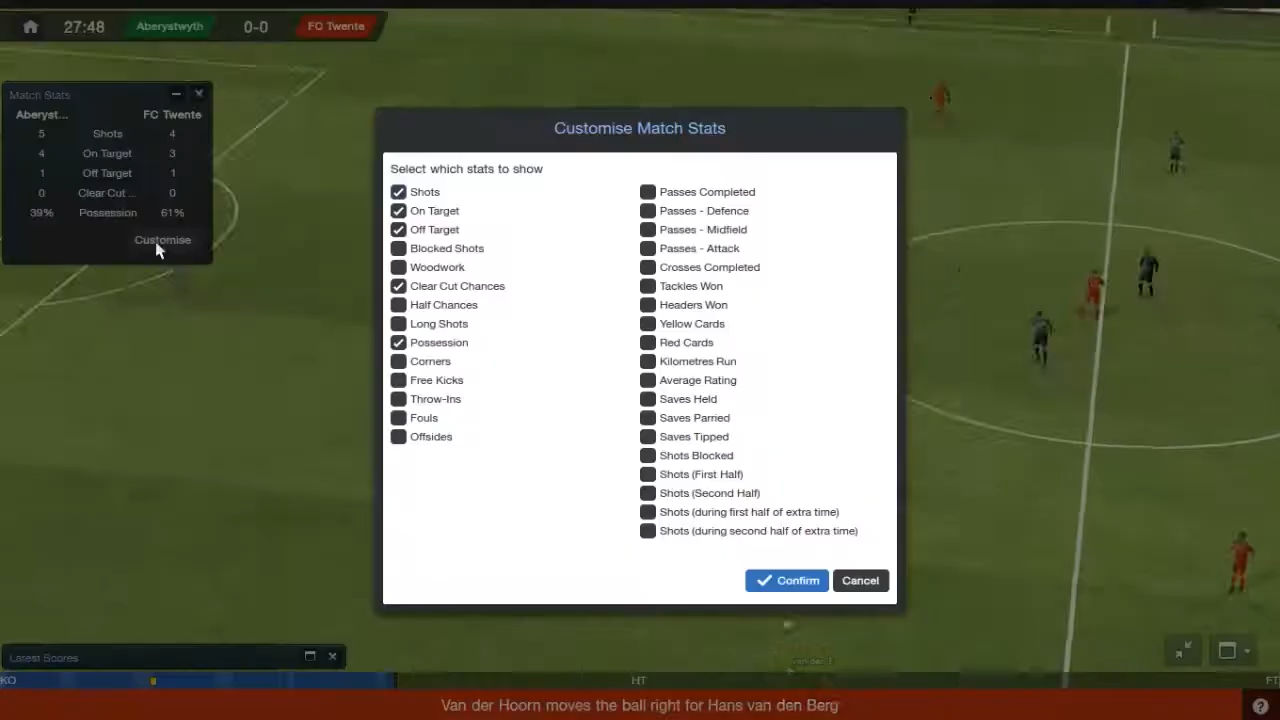 27:48 Aberystwyth 0-0 FC Twente
Match Stats
Aberyst... FC Twente
5 Shots 4
4 On Target 3
1 Off Target 1
0 Clear Cut ... 0
39% Possession 61%
Customise
Customise Match Stats
Select which stats to show
Shots
On Target
Off Target
Blocked Shots
Woodwork
Clear Cut Chances
Half Chances
Long Shots
Possession
Corners
Free Kicks
Throw-Ins
Fouls
Offsides
Passes Completed
Passes - Defence
Passes - Midfield
Passes - Attack
Crosses Completed
Tackles Won
Headers Won
Yellow Cards
Red Cards
Kilometres Run
Average Rating
Saves Held
Saves Parried
Saves Tipped
Shots Blocked
Shots (First Half)
Shots (Second Half)
Shots (during first half of extra time)
Shots (during second half of extra time)
Confirm Cancel
Latest Scores
KO HT FT
Van der Hoorn moves the ball right for Hans van den Berg